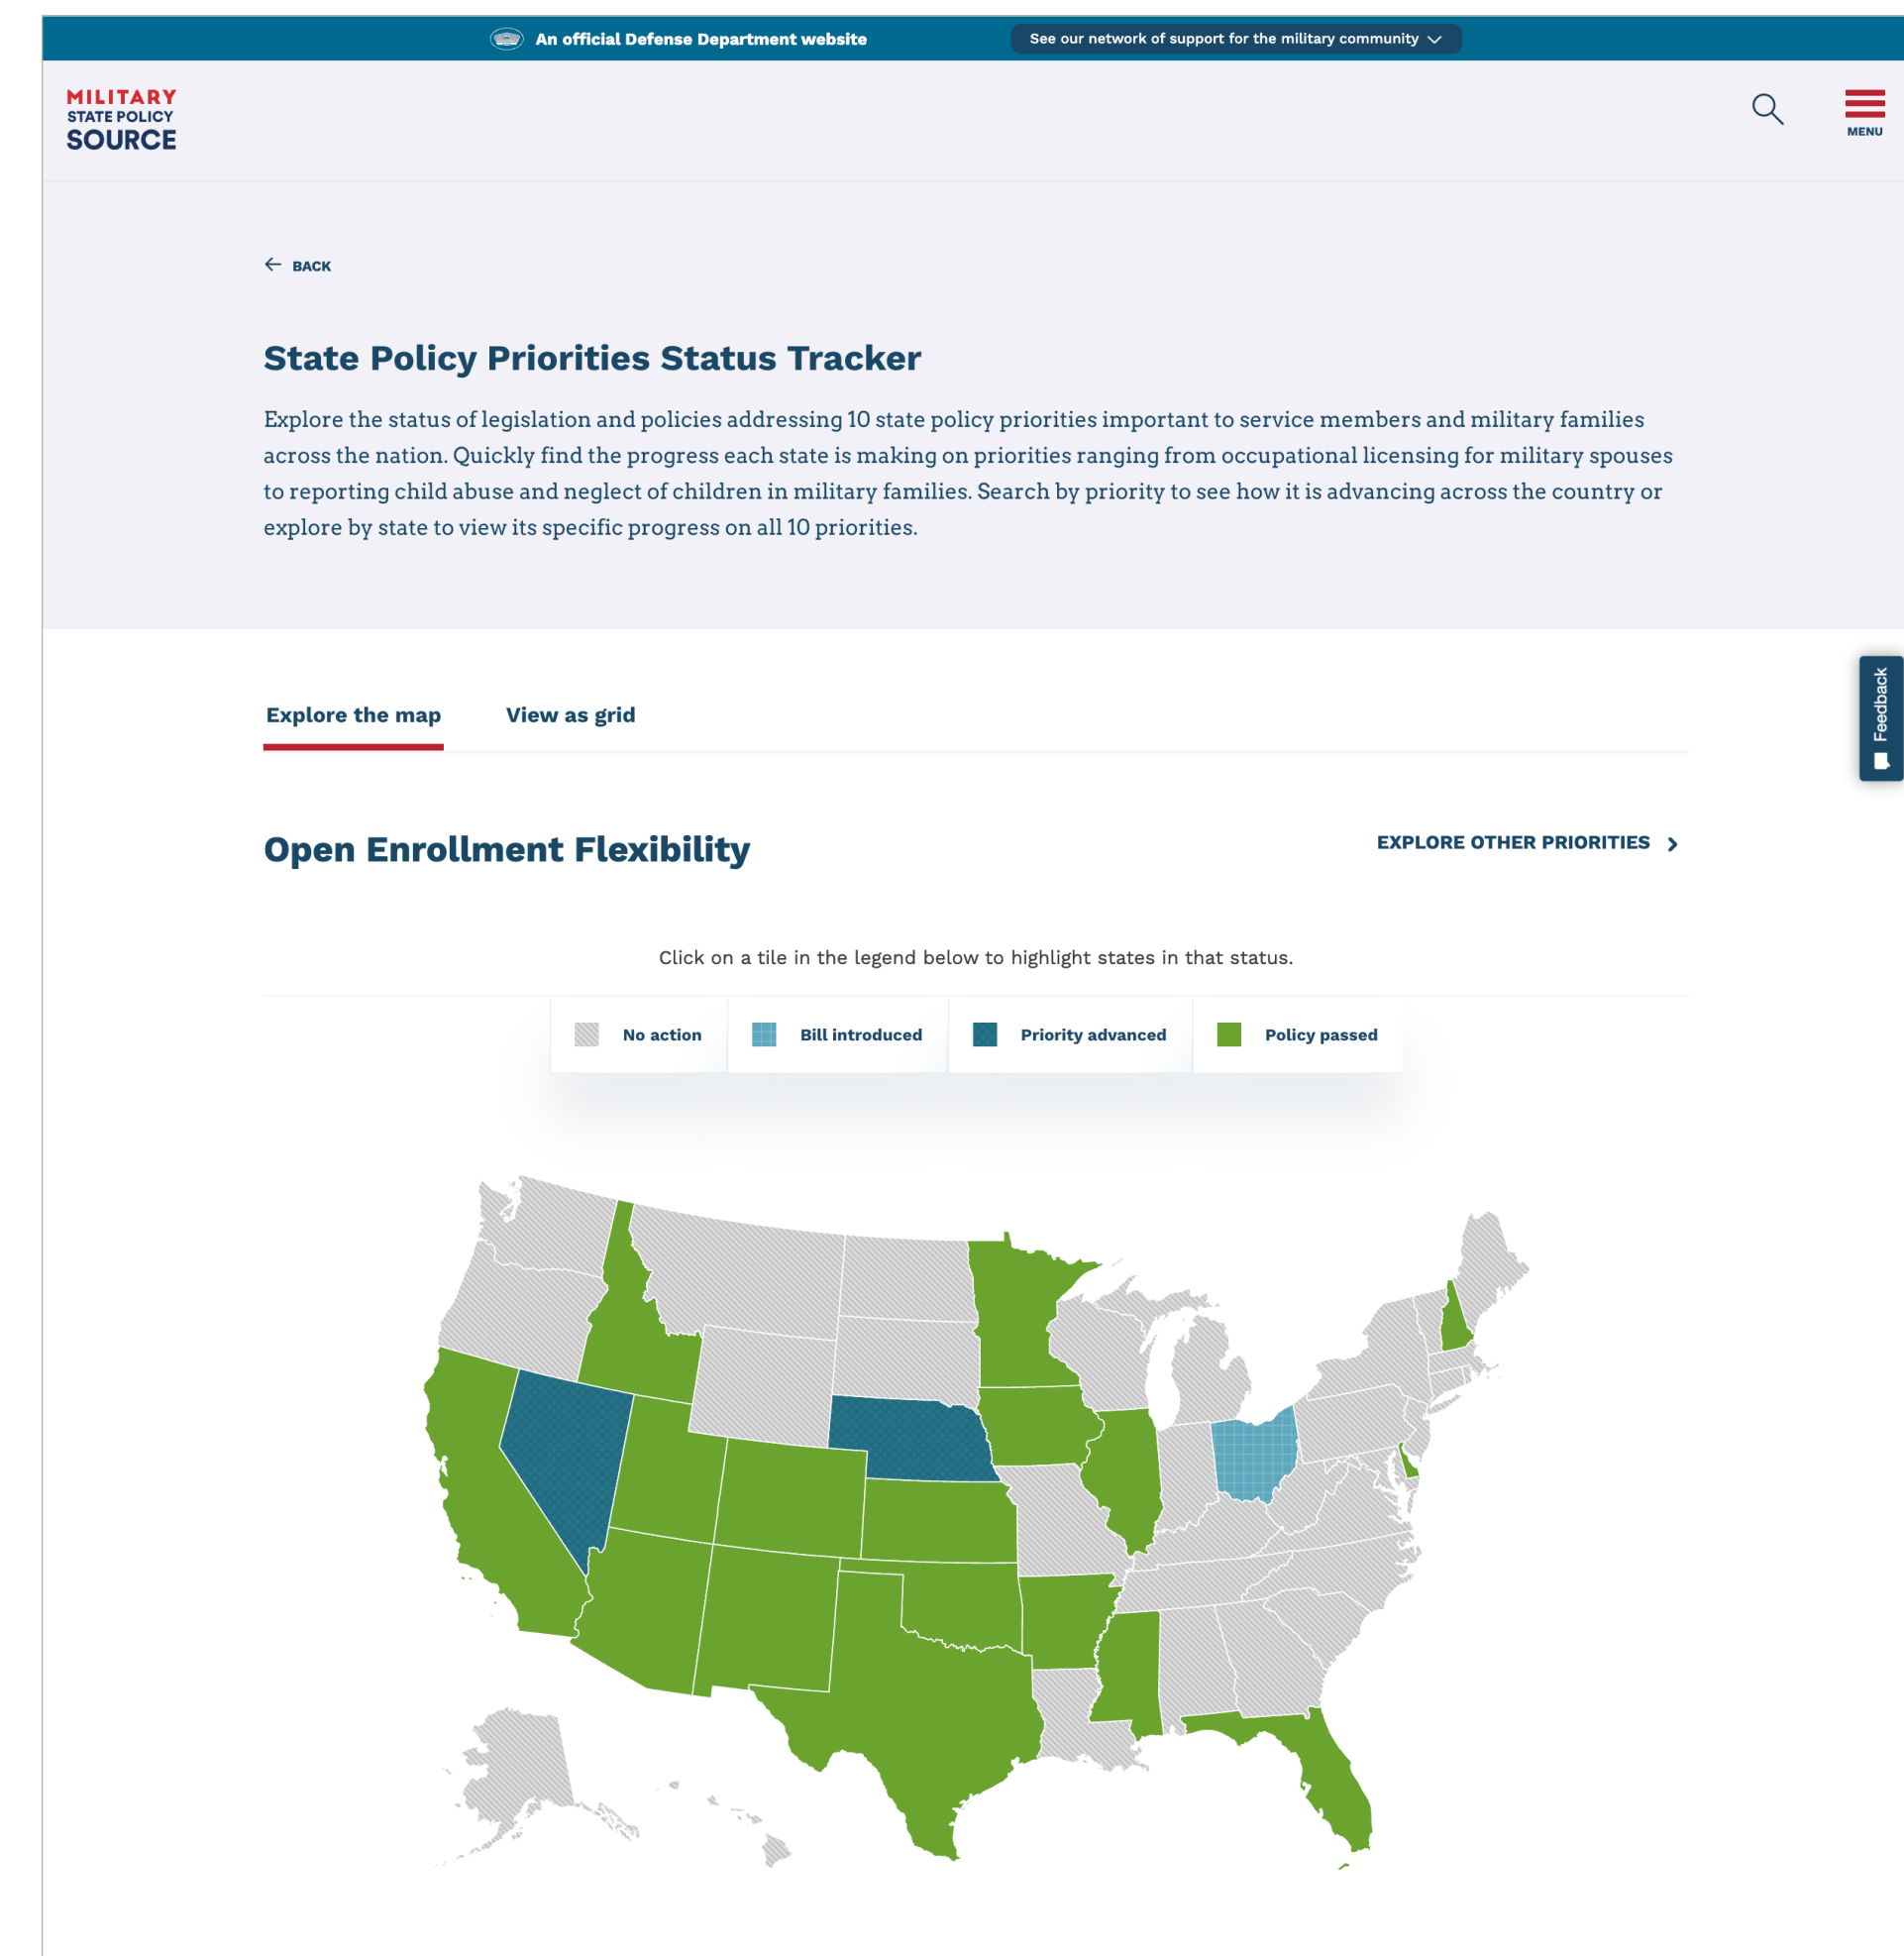 An official Defense Department website
See our network of support for the military community
MILITARY
STATE POLICY
SOURCE
MENU
BACK
State Policy Priorities Status Tracker
Explore the status of legislation and policies addressing 10 state policy priorities important to service members and military families
across the nation. Quickly find the progress each state is making on priorities ranging from occupational licensing for military spouses
to reporting child abuse and neglect of children in military families. Search by priority to see how it is advancing across the country or
explore by state to view its specific progress on all 10 priorities.
Feedback
Explore the map
View as grid
Open Enrollment Flexibility
EXPLORE OTHER PRIORITIES
Click on a tile in the legend below to highlight states in that status.
No action
Bill introduced
Priority advanced
Policy passed